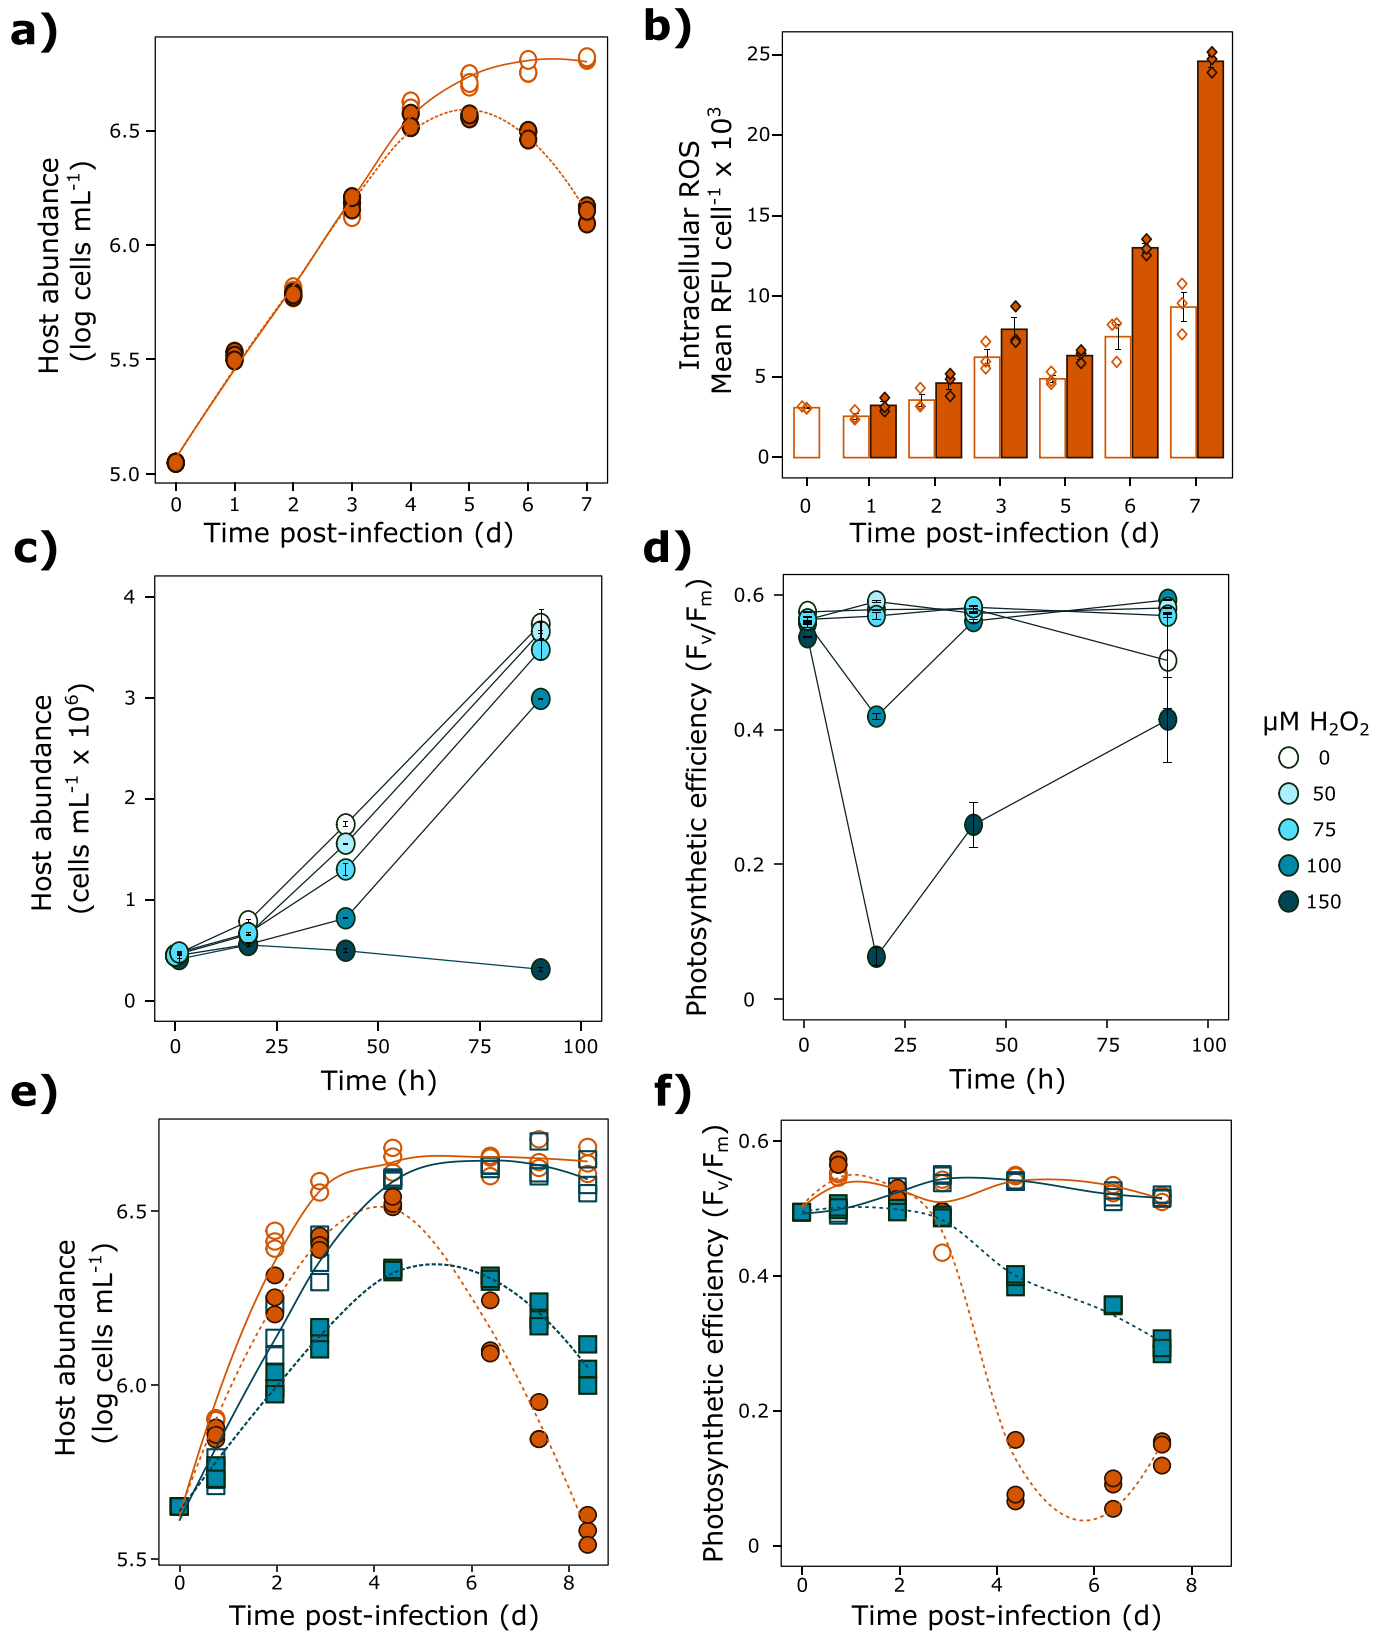 a)
Host abundance
(log cells mL⁻¹)
6.5
6.0
5.5
5.0
0 1 2 3 4 5 6 7
Time post-infection (d)
b)
Intracellular ROS
Mean RFU cell⁻¹ x 10³
25
20
15
10
5
0
0 1 2 3 5 6 7
Time post-infection (d)
c)
Host abundance
(cells mL⁻¹ x 10⁶)
4
3
2
1
0
0 25 50 75 100
Time (h)
d)
Photosynthetic efficiency (Fᵥ/Fₘ)
0.6
0.4
0.2
0
0 25 50 75 100
Time (h)
µM H₂O₂
0
50
75
100
150
e)
Host abundance
(log cells mL⁻¹)
6.5
6.0
5.5
0 2 4 6 8
Time post-infection (d)
f)
Photosynthetic efficiency (Fᵥ/Fₘ)
0.6
0.4
0.2
0
0 2 4 6 8
Time post-infection (d)